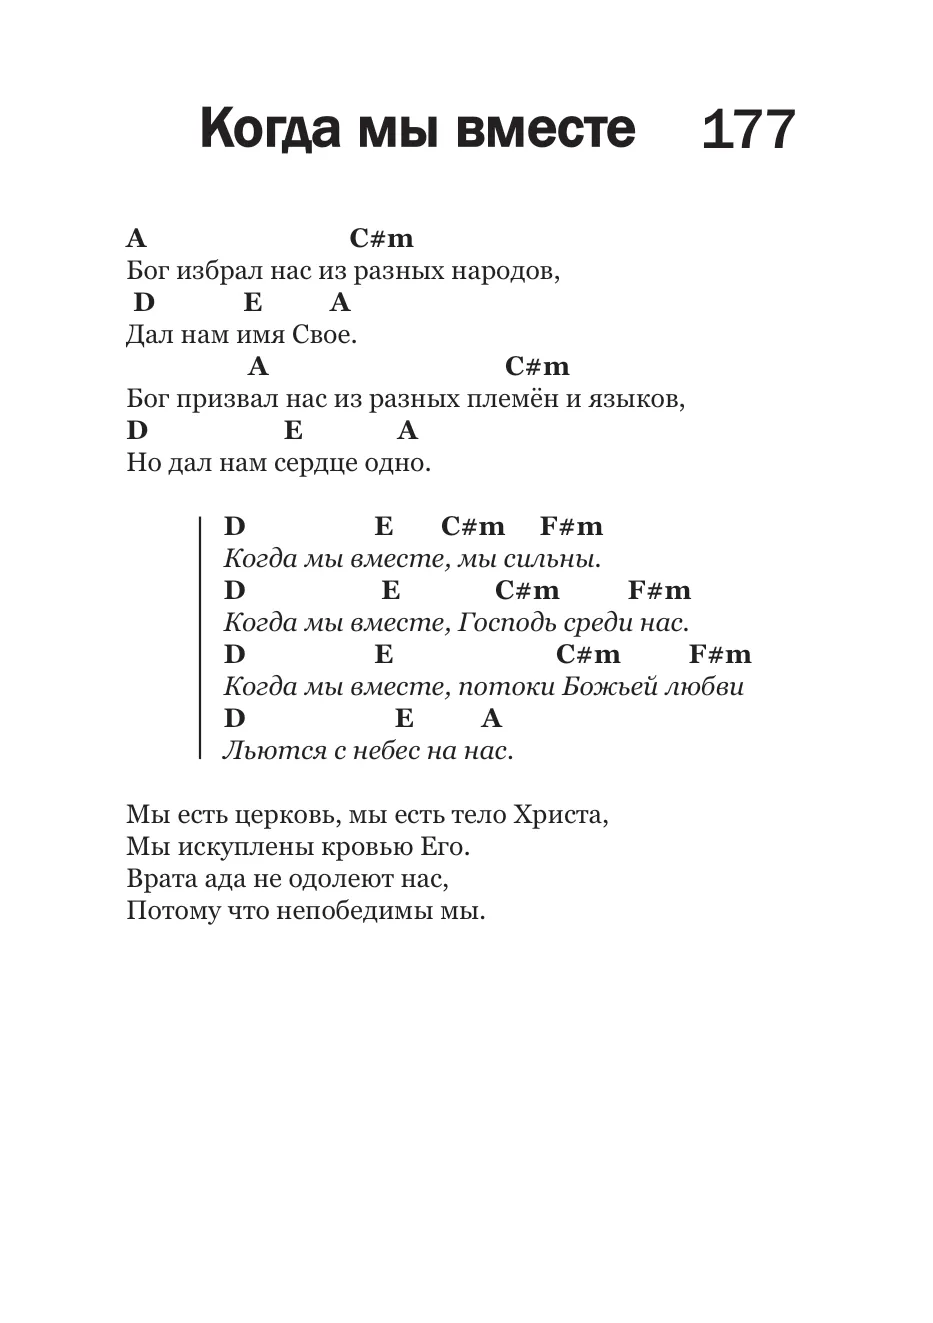 Когда мы вместе 177
A C#m
Бог избрал нас из разных народов,
D E A
Дал нам имя Свое.
A C#m
Бог призвал нас из разных племён и языков,
D E A
Но дал нам сердце одно.
D E C#m F#m
Когда мы вместе, мы сильны.
D E C#m F#m
Когда мы вместе, Господь среди нас.
D E C#m F#m
Когда мы вместе, потоки Божьей любви
D E A
Льются с небес на нас.
Мы есть церковь, мы есть тело Христа,
Мы искуплены кровью Его.
Врата ада не одолеют нас,
Потому что непобедимы мы.